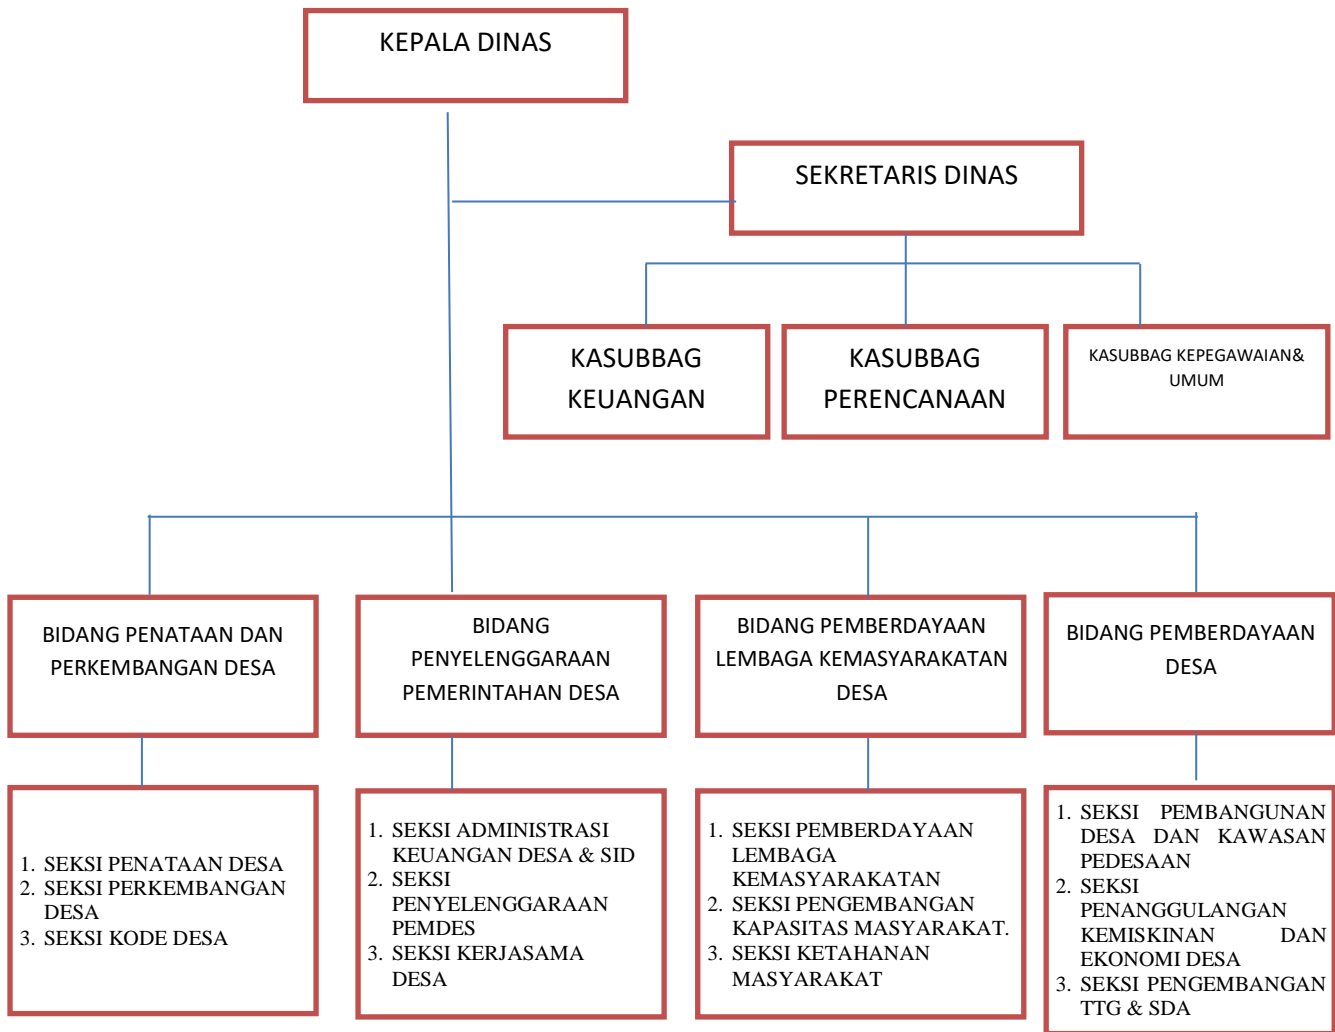 KEPALA DINAS
SEKRETARIS DINAS
KASUBBAG
KEUANGAN
KASUBBAG
PERENCANAAN
KASUBBAG KEPEGAWAIAN&
UMUM
BIDANG PENATAAN DAN
PERKEMBANGAN DESA
BIDANG
PENYELENGGARAAN
PEMERINTAHAN DESA
BIDANG PEMBERDAYAAN
LEMBAGA KEMASYARAKATAN
DESA
BIDANG PEMBERDAYAAN
DESA
1. SEKSI PENATAAN DESA
2. SEKSI PERKEMBANGAN
DESA
3. SEKSI KODE DESA
1. SEKSI ADMINISTRASI
KEUANGAN DESA & SID
2. SEKSI
PENYELENGGARAAN
PEMDES
3. SEKSI KERJASAMA
DESA
1. SEKSI PEMBERDAYAAN
LEMBAGA
KEMASYARAKATAN
2. SEKSI PENGEMBANGAN
KAPASITAS MASYARAKAT.
3. SEKSI KETAHANAN
MASYARAKAT
1. SEKSI PEMBANGUNAN
DESA DAN KAWASAN
PEDESAAN
2. SEKSI
PENANGGULANGAN
KEMISKINAN DAN
EKONOMI DESA
3. SEKSI PENGEMBANGAN
TTG & SDA